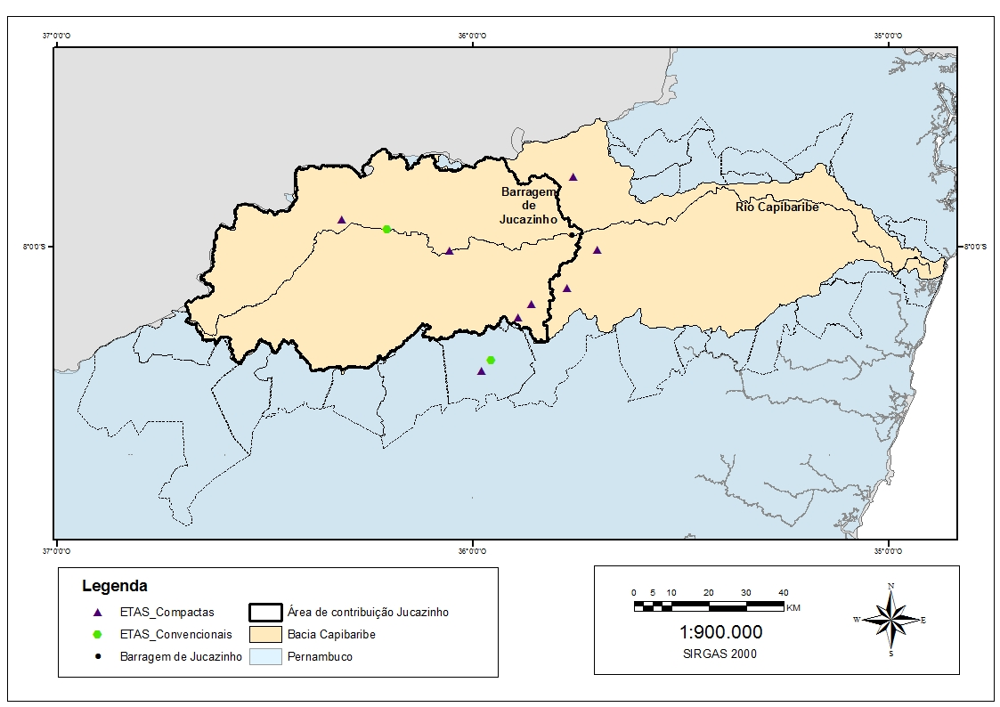 37°0'0"O
36°0'0"O
35°0'0"O
Barragem
de
Jucazinho
Rio Capibaribe
8°0'0"S
8°0'0"S
37°0'0"O
36°0'0"O
35°0'0"O
Legenda
ETAS_Compactas
ETAS_Convencionais
Barragem de Jucazinho
Área de contribuição Jucazinho
Bacia Capibaribe
Pernambuco
0 5 10 20 30 40
KM
1:900.000
SIRGAS 2000
N
W
E
S